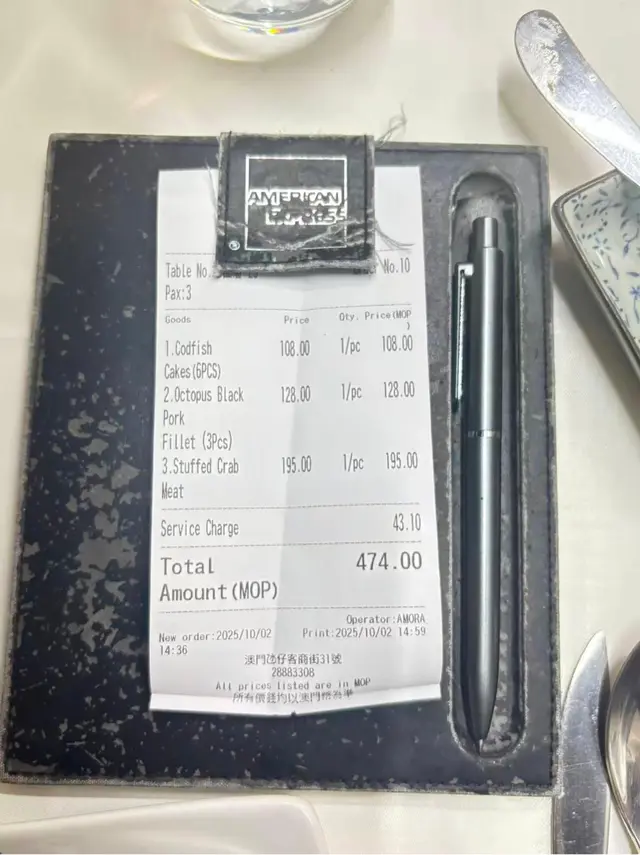 AMERICAN
EXPRESS
®
Table No.
No.10
Pax:3
Goods Price Qty. Price(MOP
)
1.Codfish 108.00 1/pc 108.00
Cakes(6PCS)
2.Octopus Black 128.00 1/pc 128.00
Pork
Fillet (3Pcs)
3.Stuffed Crab 195.00 1/pc 195.00
Meat
Service Charge 43.10
Total 474.00
Amount(MOP)
Operator:AMORA
New order:2025/10/02 Print:2025/10/02 14:59
14:36
澳門氹仔客商街31號
28883308
All prices listed are in MOP
所有價錢均以澳門幣為準